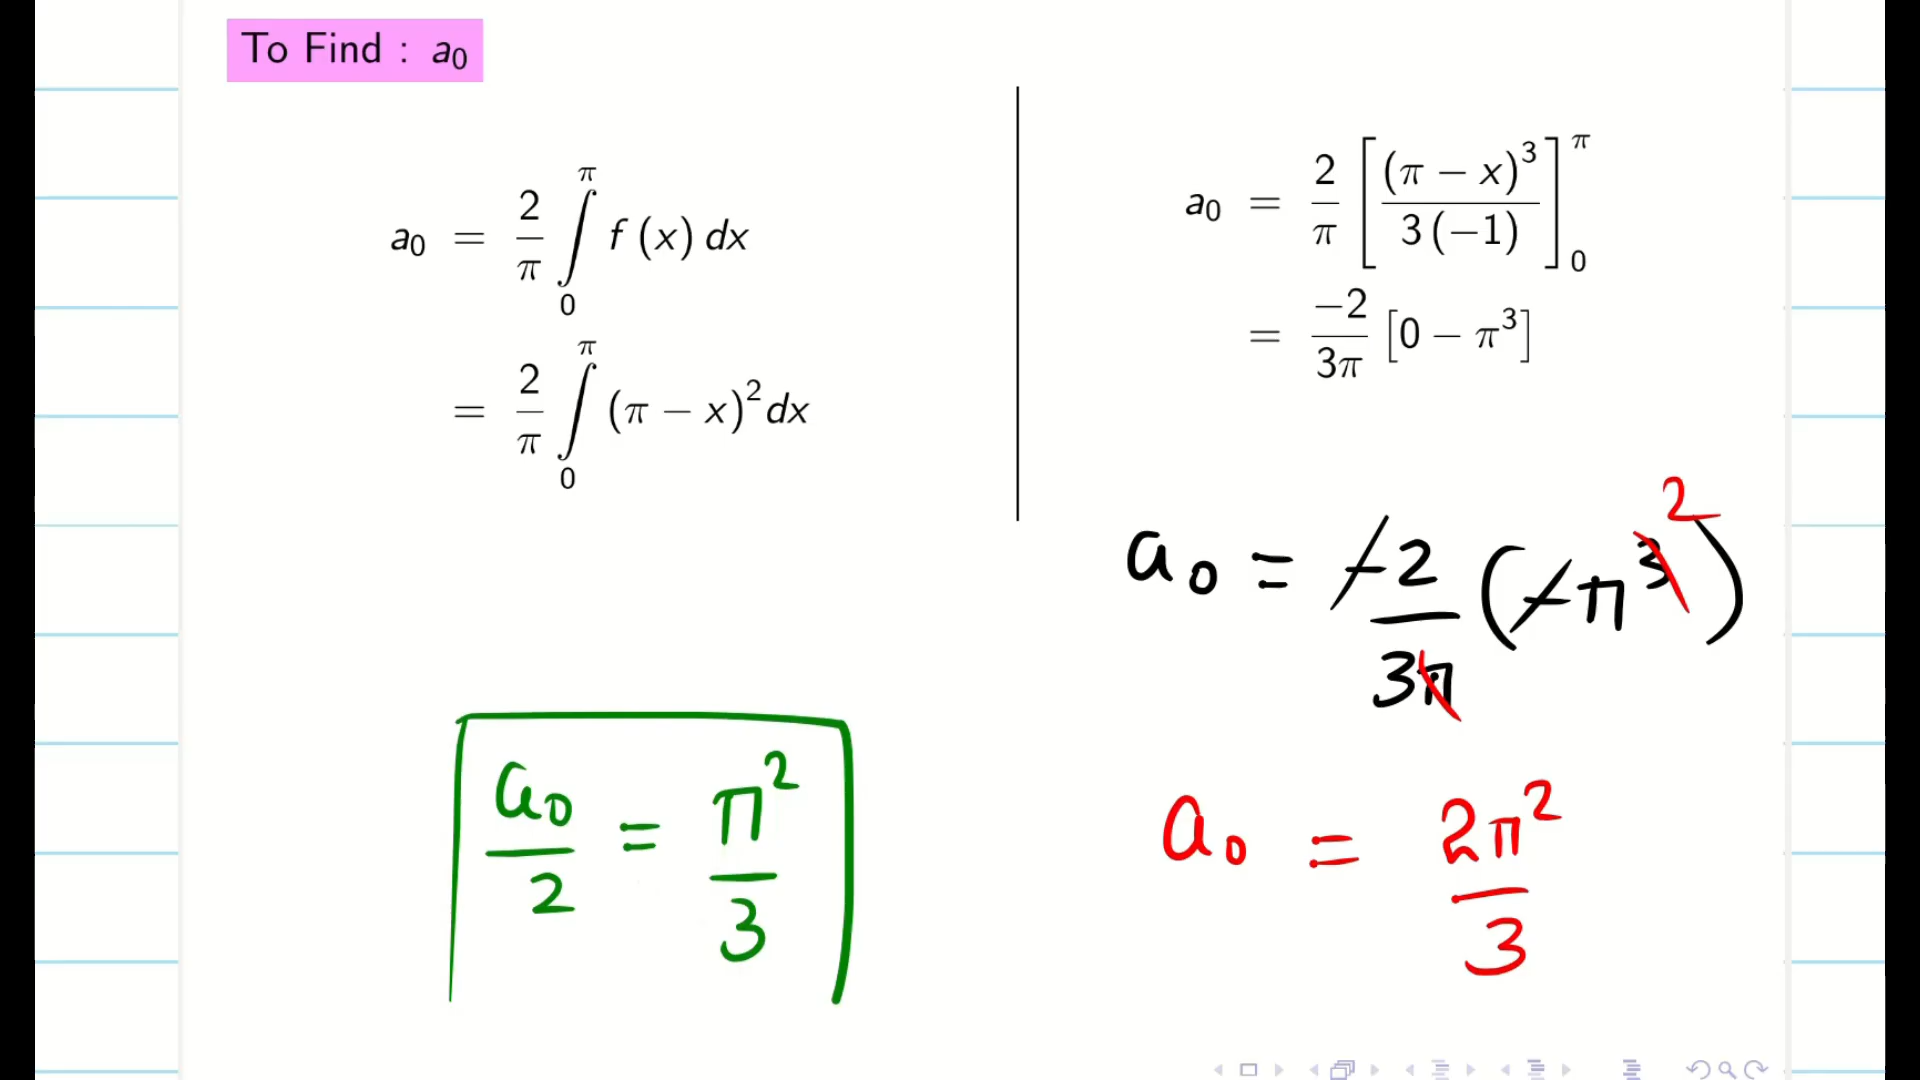 To Find : a₀
a₀ = 2/π ∫₀^π f (x) dx
= 2/π ∫₀^π (π − x)² dx
a₀ = 2/π [(π − x)³ / 3 (−1)]₀^π
= −2/3π [0 − π³]
a₀ = −2/3π (−π³) 2
a₀ = 2π²/3
a₀/2 = π²/3